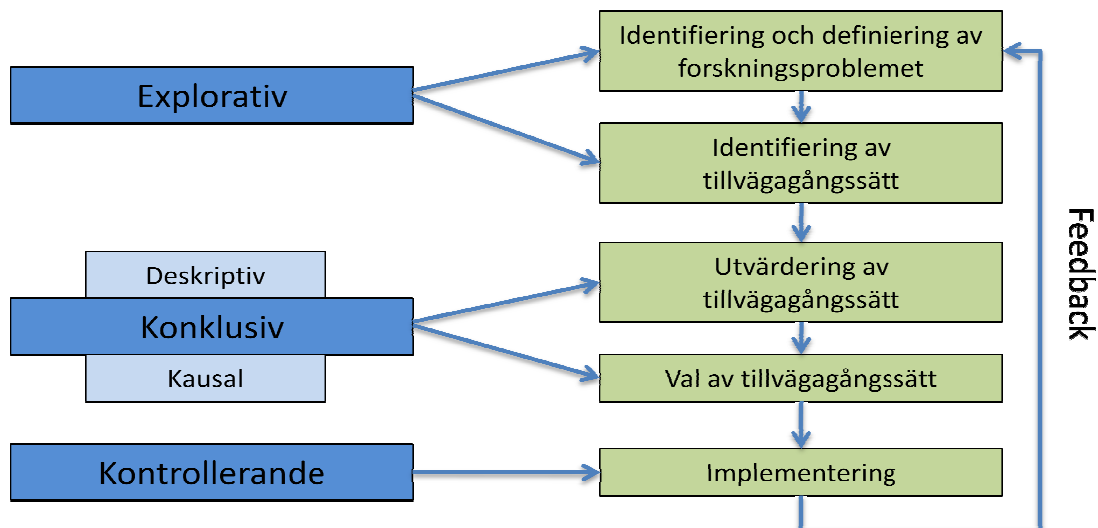 Identifiering och definiering av
forskningsproblemet
Explorativ
Identifiering av
tillvägagångssätt
Feedback
Deskriptiv
Utvärdering av
tillvägagångssätt
Konklusiv
Kausal
Val av tillvägagångssätt
Kontrollerande
Implementering